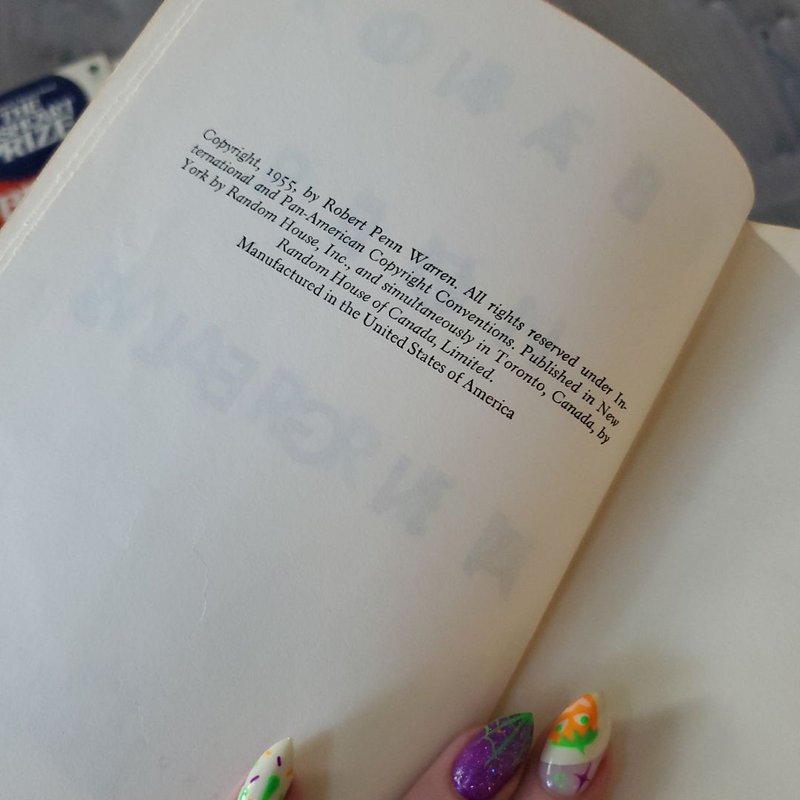 Copyright, 1955, by Robert Penn Warren. All rights reserved under In-
ternational and Pan-American Copyright Conventions. Published in New
York by Random House, Inc., and simultaneously in Toronto, Canada, by
Random House of Canada, Limited.
Manufactured in the United States of America
THE
PRIZE